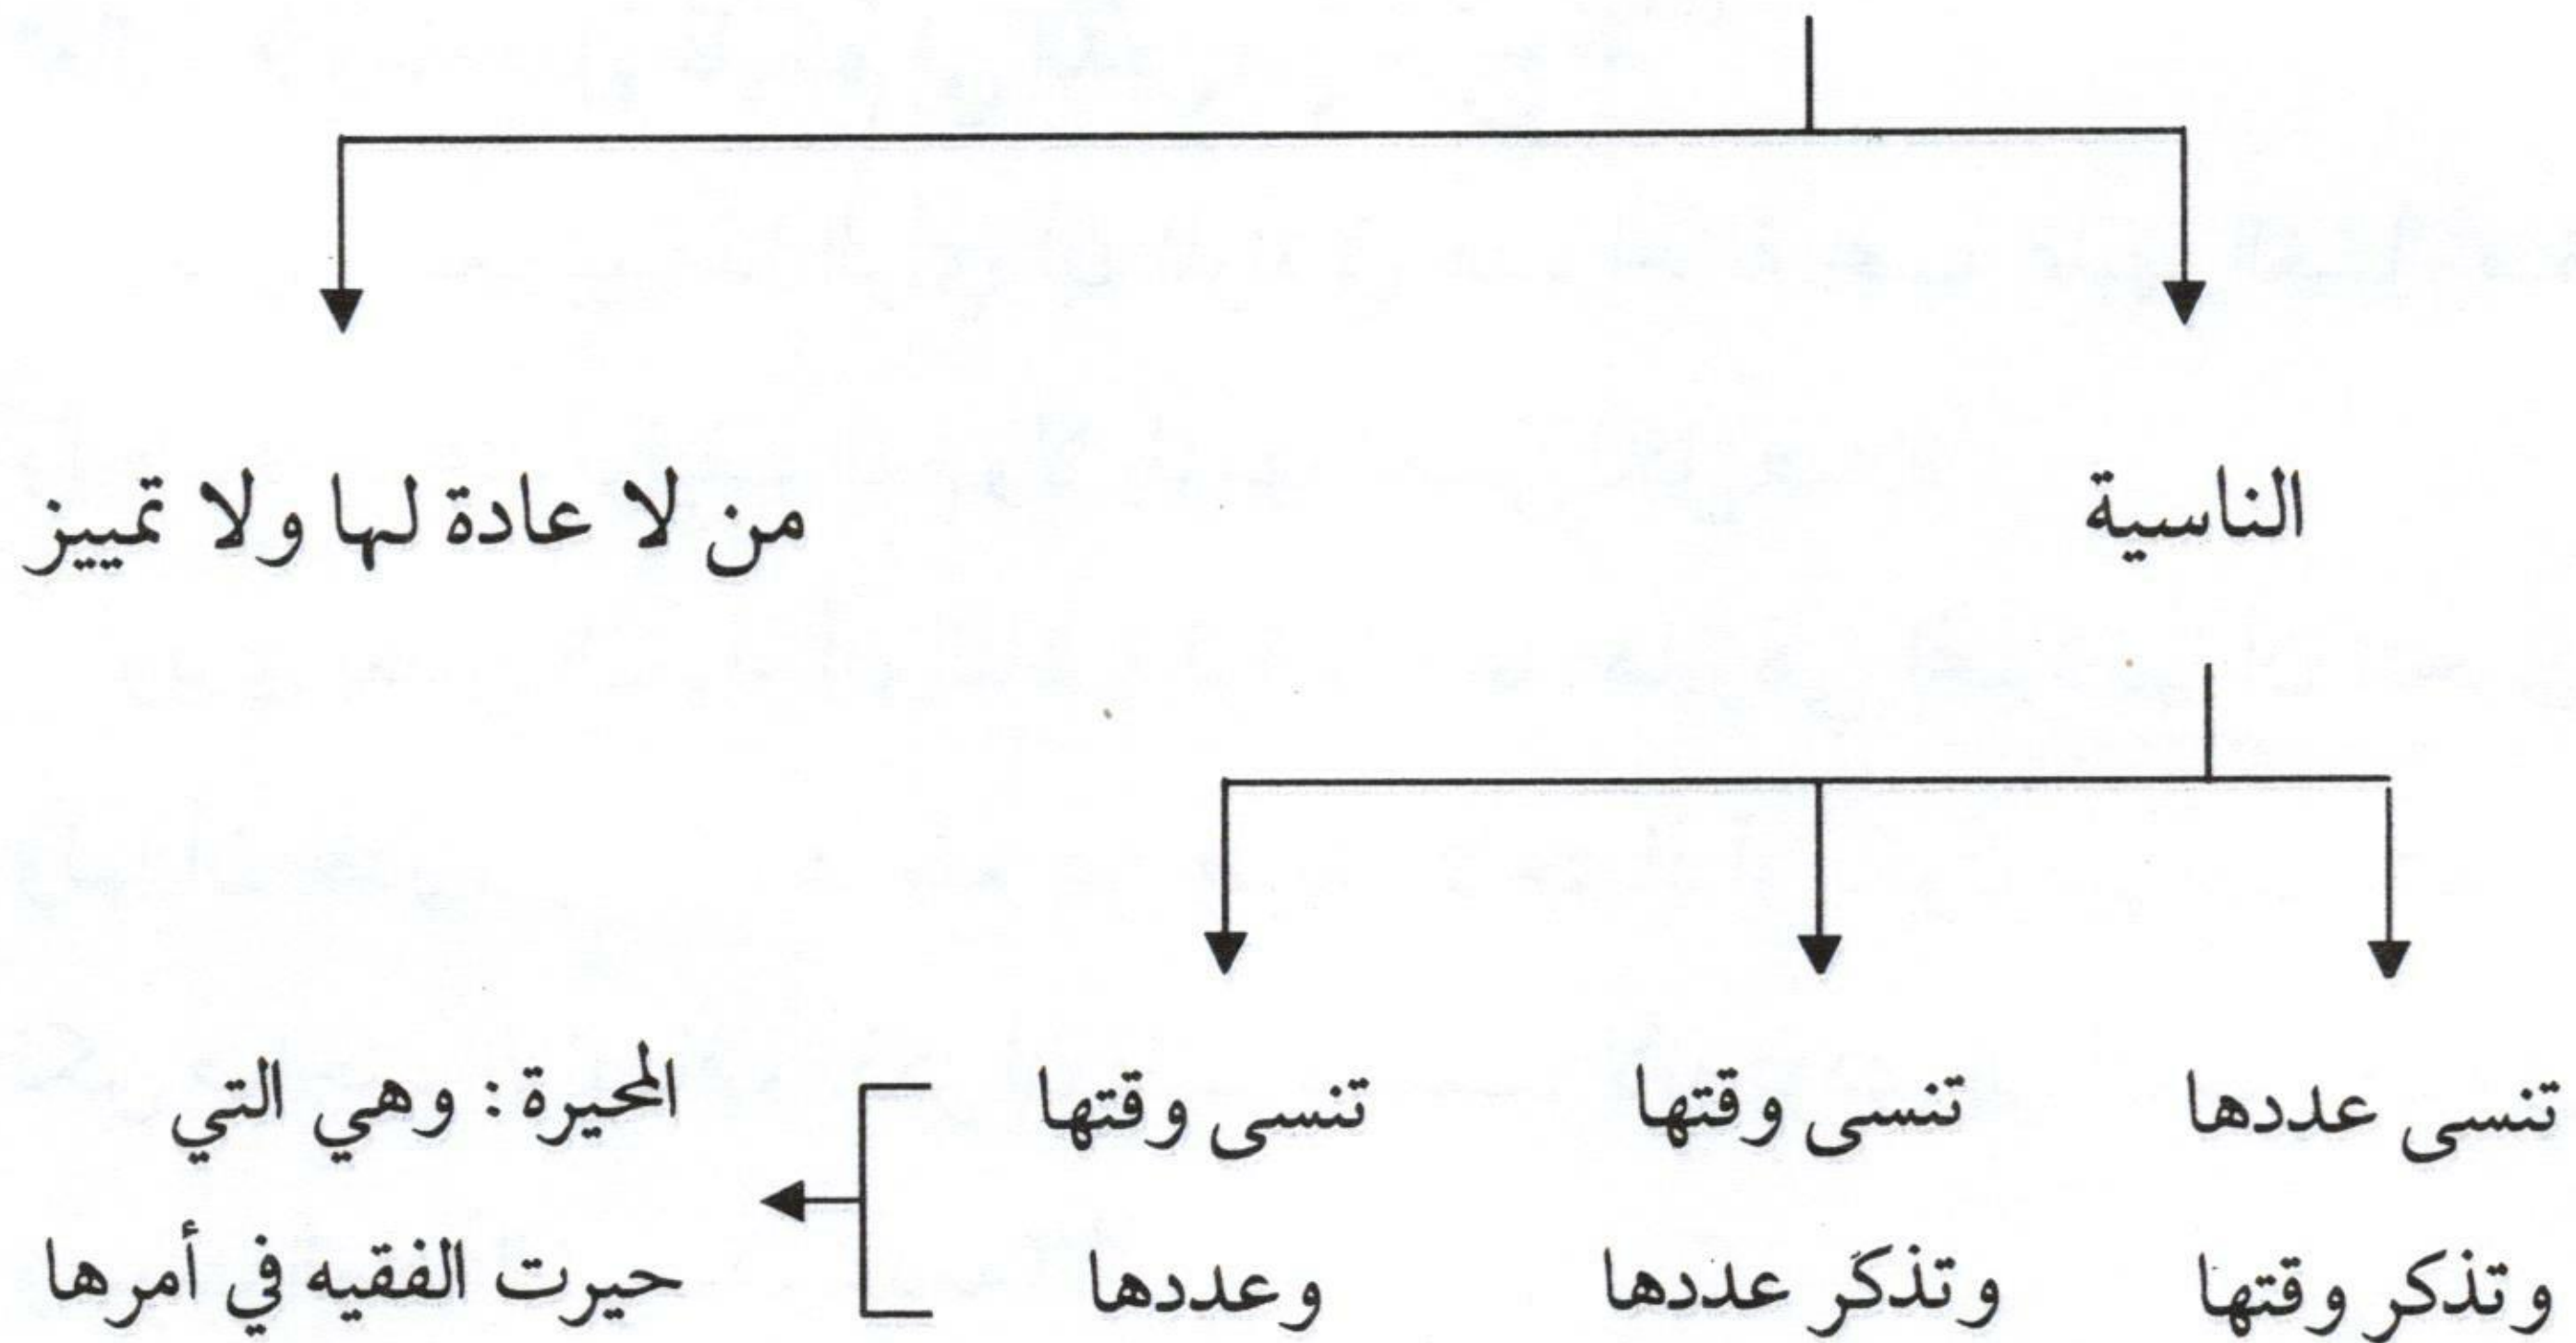 الناسية
من لا عادة لها ولا تمييز
تنسى عددها
وتذكر وقتها
تنسى وقتها
وتذكر عددها
تنسى وقتها
وعددها
المحيرة: وهي التي
حيرت الفقيه في أمرها